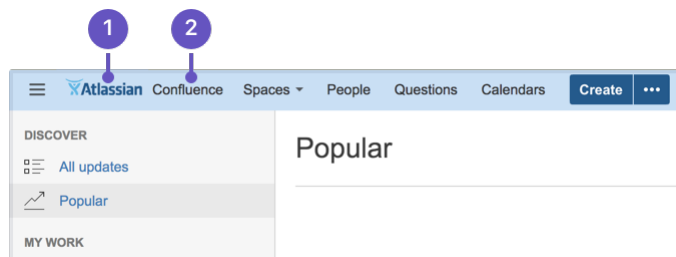 1 2
Atlassian Confluence Spaces People Questions Calendars Create
DISCOVER
All updates
Popular
MY WORK
Popular